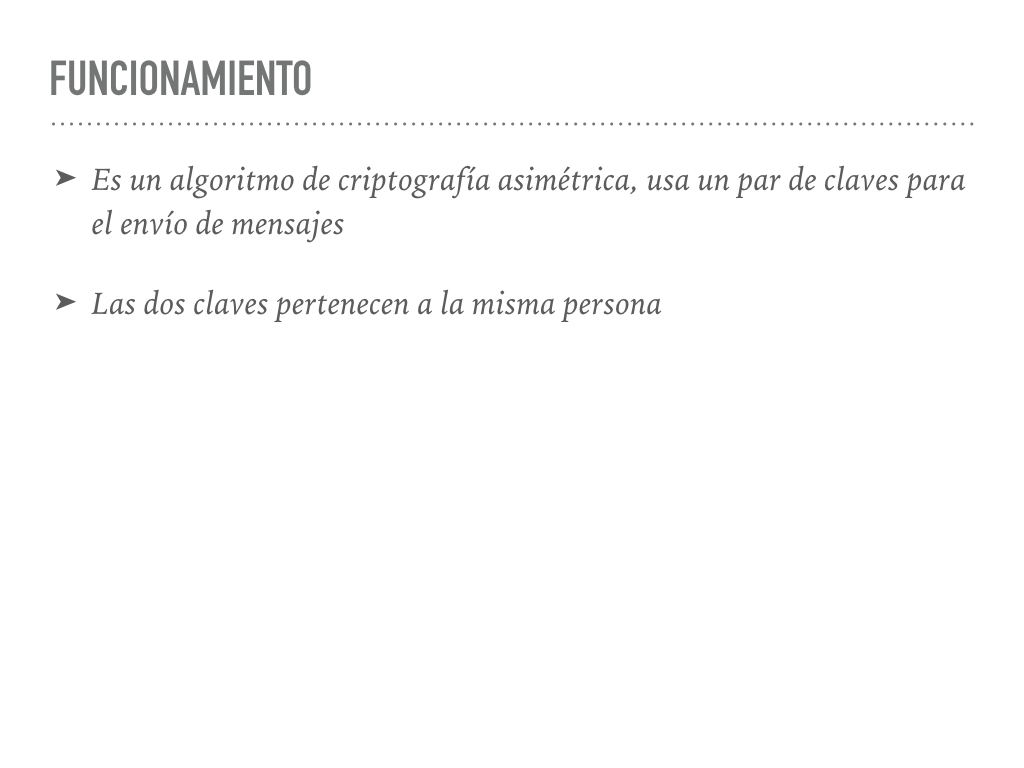 FUNCIONAMIENTO
➤ Es un algoritmo de criptografía asimétrica, usa un par de claves para
el envío de mensajes
➤ Las dos claves pertenecen a la misma persona